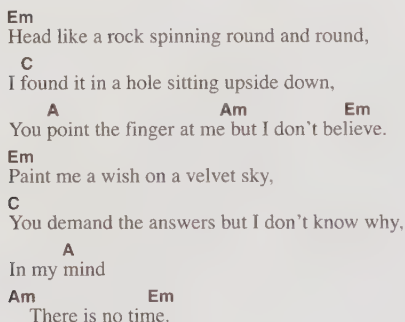 Em
Head like a rock spinning round and round,
C
I found it in a hole sitting upside down,
A Am Em
You point the finger at me but I don't believe.
Em
Paint me a wish on a velvet sky,
C
You demand the answers but I don't know why,
A
In my mind
Am Em
There is no time.